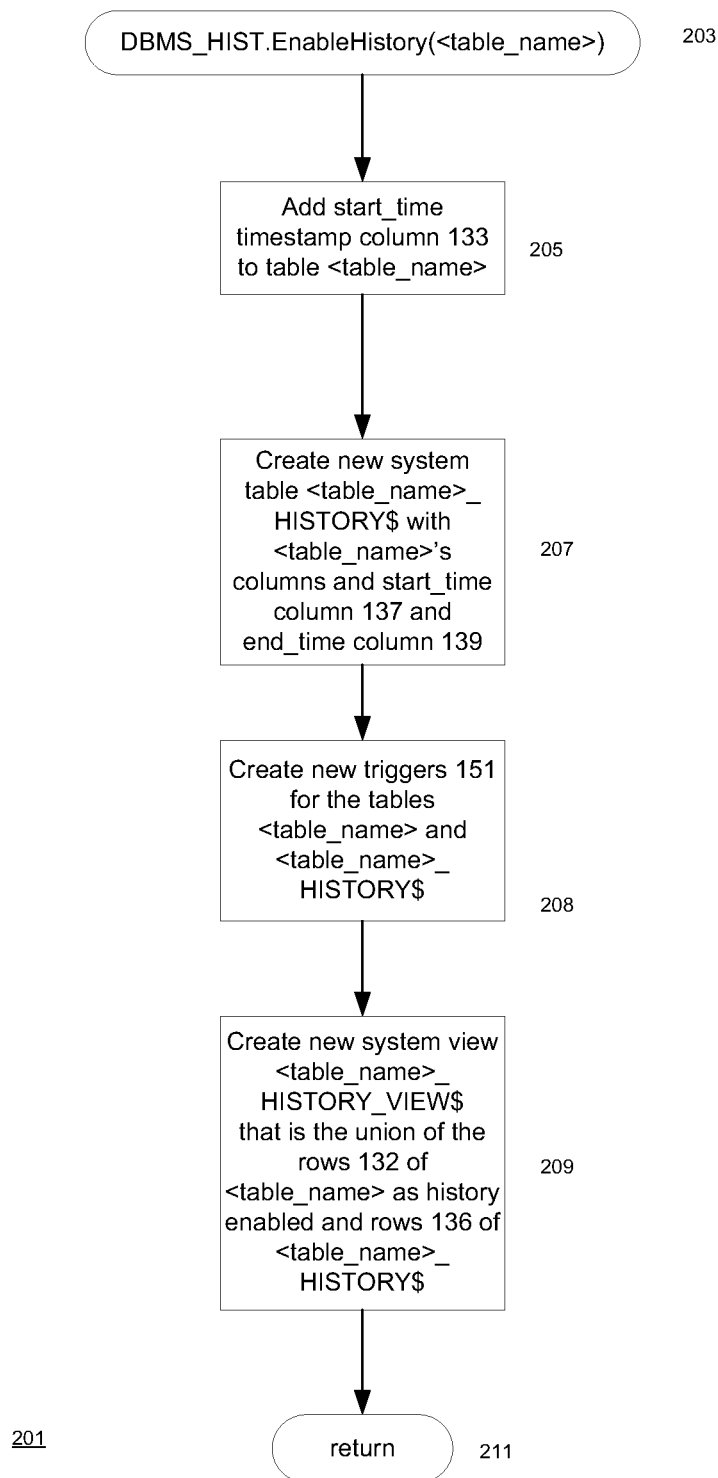 DBMS_HIST.EnableHistory(<table_name>)
203
Add start_time
timestamp column 133
to table <table_name>
205
Create new system
table <table_name>_
HISTORY$ with
<table_name>'s
columns and start_time
column 137 and
end_time column 139
207
Create new triggers 151
for the tables
<table_name> and
<table_name>_
HISTORY$
208
Create new system view
<table_name>_
HISTORY_VIEW$
that is the union of the
rows 132 of
<table_name> as history
enabled and rows 136 of
<table_name>_
HISTORY$
209
201
return
211